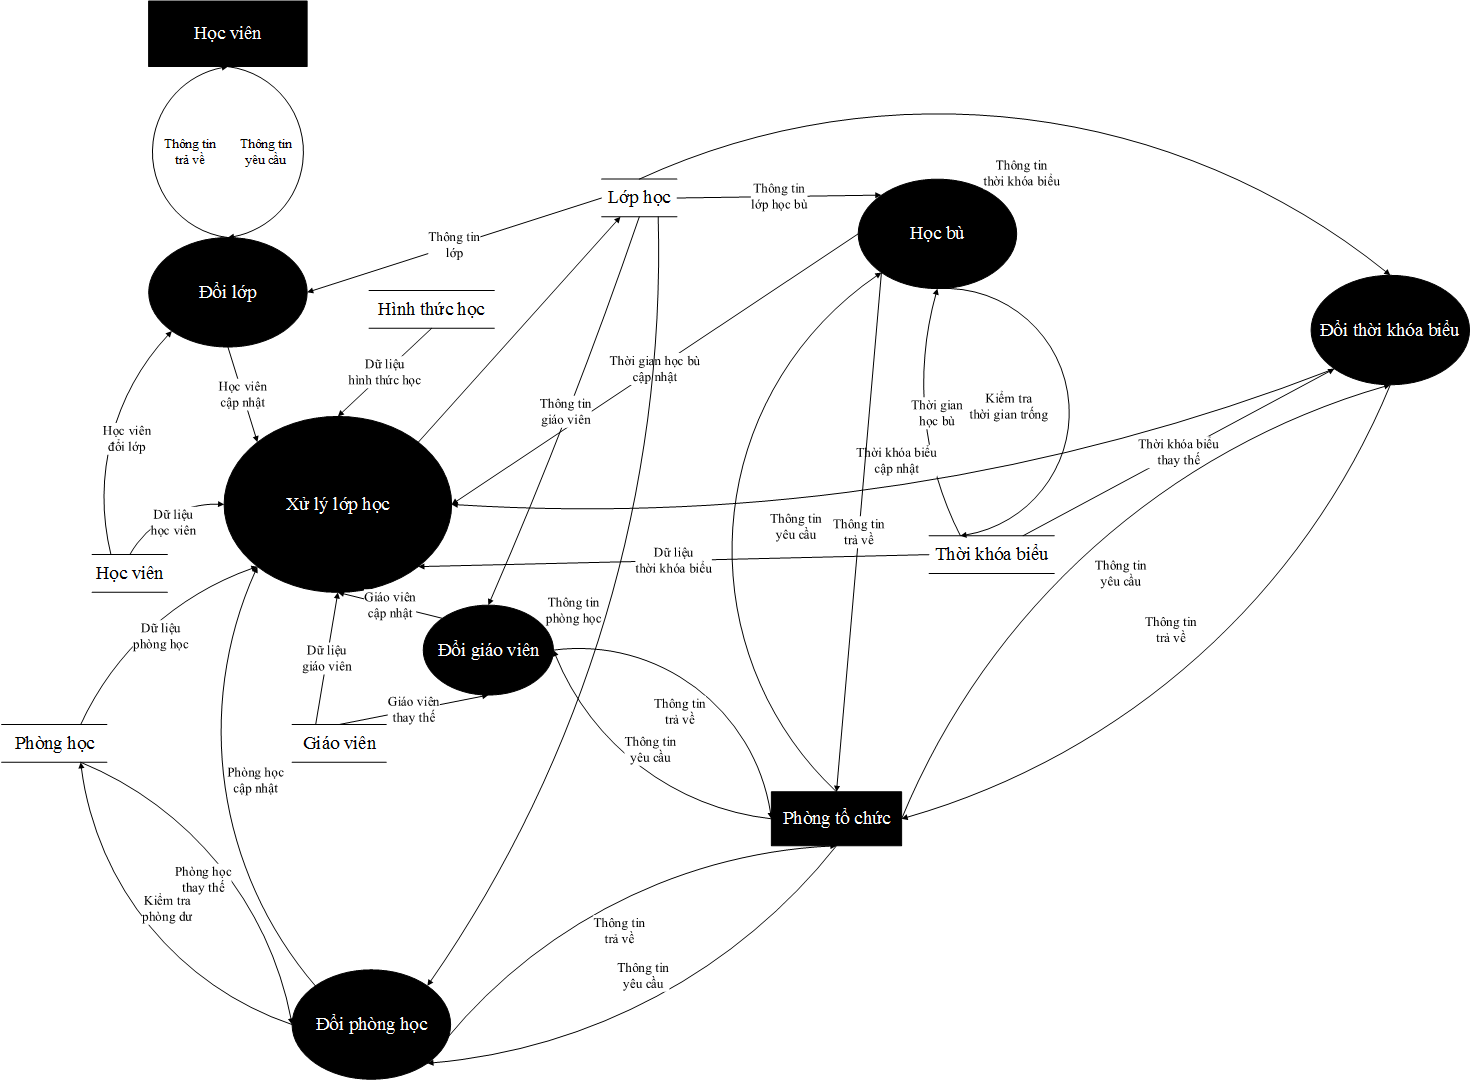 Học viên
Thông tin
trả về
Thông tin
yêu cầu
Thông tin
thời khóa biểu
Lớp học
Thông tin
lớp học bù
Học bù
Thông tin
lớp
Đổi lớp
Hình thức học
Đổi thời khóa biểu
Dữ liệu
hình thức học
Thời gian học bù
cập nhật
Học viên
cập nhật
Thông tin
giáo viên
Thời gian
học bù
Kiểm tra
thời gian trống
Học viên
đổi lớp
Thời khóa biểu
cập nhật
Thời khóa biểu
thay thế
Xử lý lớp học
Dữ liệu
học viên
Thông tin
yêu cầu
Thông tin
trả về
Học viên
Dữ liệu
thời khóa biểu
Thời khóa biểu
Thông tin
yêu cầu
Giáo viên
cập nhật
Thông tin
phòng học
Dữ liệu
phòng học
Thông tin
trả về
Dữ liệu
giáo viên
Đổi giáo viên
Giáo viên
thay thế
Thông tin
trả về
Phòng học
Giáo viên
Thông tin
yêu cầu
Phòng học
cập nhật
Phòng tổ chức
Phòng học
thay thế
Kiểm tra
phòng dư
Thông tin
trả về
Thông tin
yêu cầu
Đổi phòng học